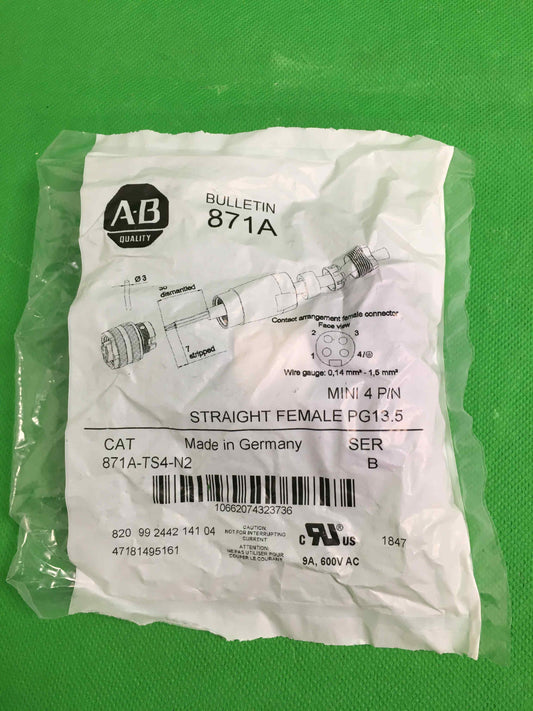 A-B
QUALITY
BULLETIN
871A
Ø 3
30
dismantled
7
stripped
Contact arrangement female connector
Face view
2 3
1 4/⏚
Wire gauge: 0,14 mm² - 1,5 mm²
MINI 4 P/N
STRAIGHT FEMALE PG13.5
CAT Made in Germany SER
871A-TS4-N2 B
10662074323736
820 99 2442 141 04
47181495161
CAUTION:
NOT FOR INTERRUPTING
CURRENT
ATTENTION:
NE PAS UTILISER POUR
COUPER LE COURANT
c RU US
9A, 600V AC
1847